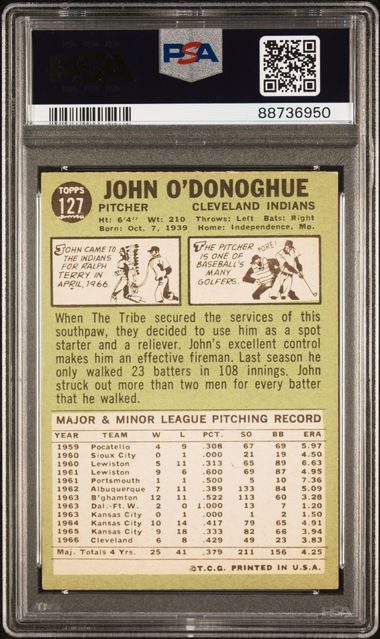 PSA
PSA
88736950
TOPPS
127
JOHN O'DONOGHUE
PITCHER CLEVELAND INDIANS
Ht: 6'4" Wt: 210 Throws: Left Bats: Right
Born: Oct. 7, 1939 Home: Independence, Mo.
JOHN CAME TO
THE INDIANS
FOR RALPH
TERRY IN
APRIL, 1966.
THE PITCHER
IS ONE OF
BASEBALL'S
MANY
GOLFERS.
FORE!
When The Tribe secured the services of this
southpaw, they decided to use him as a spot
starter and a reliever. John's excellent control
makes him an effective fireman. Last season he
only walked 23 batters in 108 innings. John
struck out more than two men for every batter
that he walked.
MAJOR & MINOR LEAGUE PITCHING RECORD
YEAR TEAM W L PCT. SO BB ERA
1959 Pocatello 4 9 .308 67 69 5.97
1960 Sioux City 0 1 .000 21 19 4.50
1960 Lewiston 5 11 .313 65 89 6.63
1961 Lewiston 9 6 .600 69 87 4.95
1961 Portsmouth 1 1 .500 5 10 7.36
1962 Albuquerque 7 11 .389 133 84 5.09
1963 B'ghamton 12 11 .522 113 60 3.28
1963 Dal.-Ft. W. 2 0 1.000 13 7 1.20
1963 Kansas City 0 1 .000 1 2 1.50
1964 Kansas City 10 14 .417 79 65 4.91
1965 Kansas City 9 18 .333 82 66 3.94
1966 Cleveland 6 8 .429 49 23 3.83
Maj. Totals 4 Yrs. 25 41 .379 211 156 4.25
©T.C.G. PRINTED IN U.S.A.